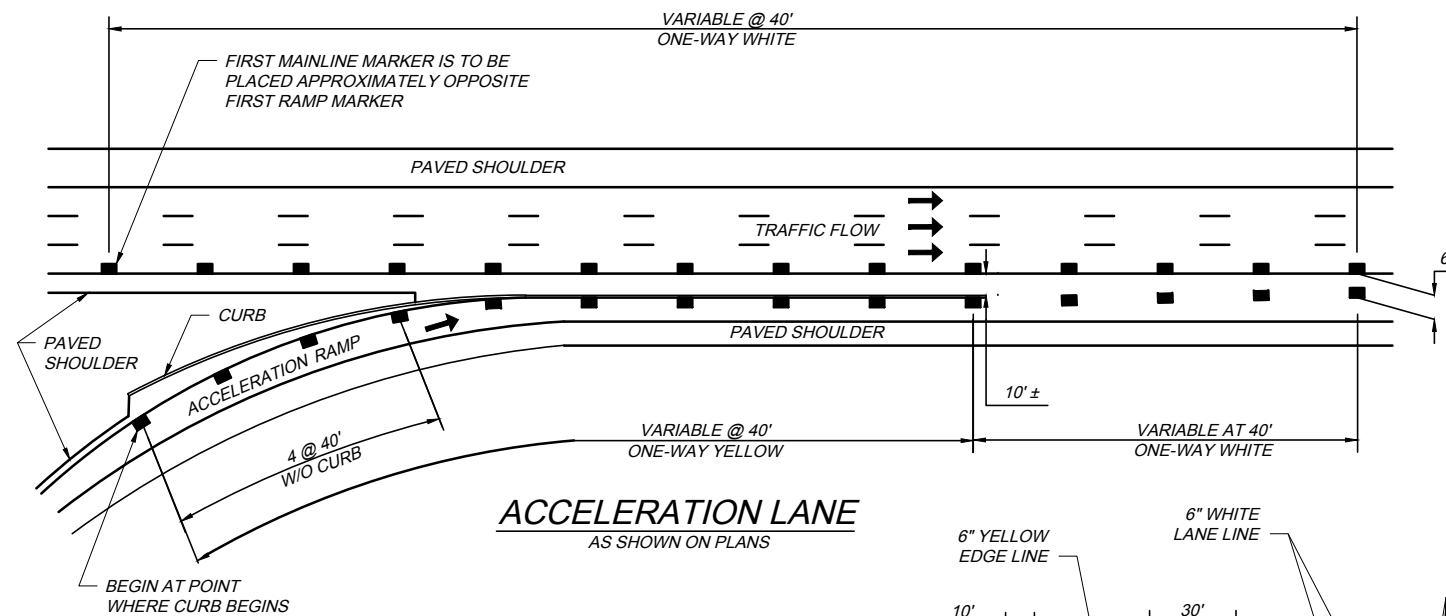 VARIABLE @ 40'
ONE-WAY WHITE
FIRST MAINLINE MARKER IS TO BE
PLACED APPROXIMATELY OPPOSITE
FIRST RAMP MARKER
PAVED SHOULDER
TRAFFIC FLOW
6
CURB
PAVED
SHOULDER
PAVED SHOULDER
ACCELERATION RAMP
10' ±
4 @ 40'
W/O CURB
VARIABLE @ 40'
ONE-WAY YELLOW
VARIABLE AT 40'
ONE-WAY WHITE
ACCELERATION LANE
AS SHOWN ON PLANS
6" YELLOW
EDGE LINE
6" WHITE
LANE LINE
BEGIN AT POINT
WHERE CURB BEGINS
10'
30'